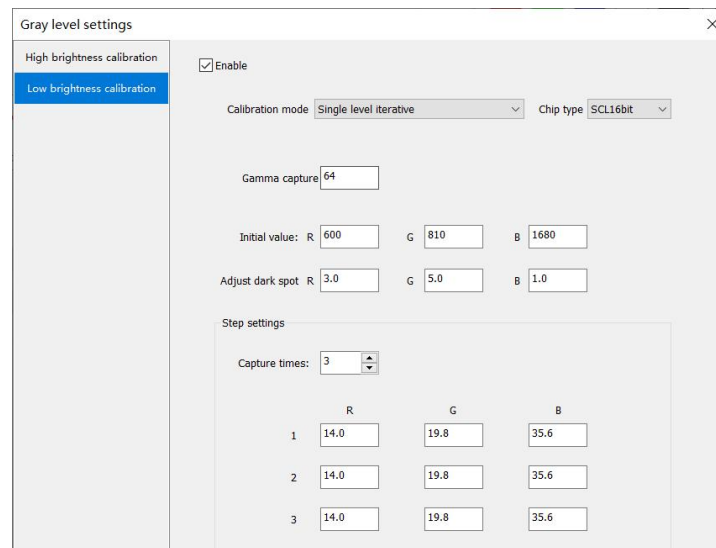 Gray level settings
High brightness calibration
Low brightness calibration
Enable
Calibration mode Single level iterative Chip type SCL16bit
Gamma capture 64
Initial value: R 600 G 810 B 1680
Adjust dark spot R 3.0 G 5.0 B 1.0
Step settings
Capture times: 3
R G B
1 14.0 19.8 35.6
2 14.0 19.8 35.6
3 14.0 19.8 35.6